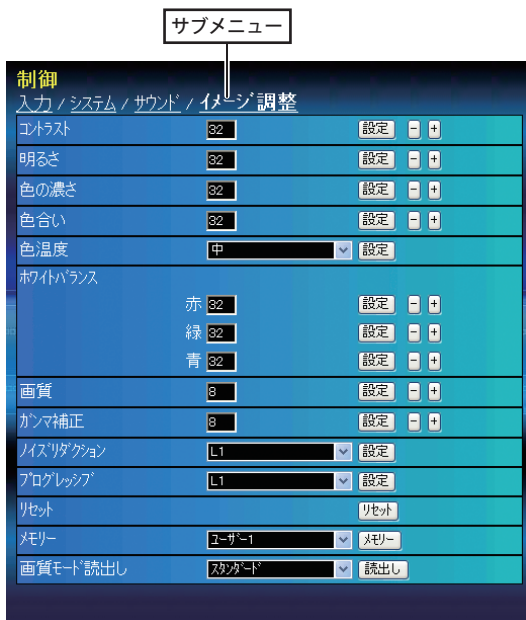 サブメニュー
制御
入力 / システム / サウンド / イメージ調整
コントラスト 32 設定 - +
明るさ 32 設定 - +
色の濃さ 32 設定 - +
色合い 32 設定 - +
色温度 中 設定
ホワイトバランス
赤 32 設定 - +
緑 32 設定 - +
青 32 設定 - +
画質 8 設定 - +
ガンマ補正 8 設定 - +
ノイズリダクション L1 設定
プログレッシブ L1 設定
リセット リセット
メモリー ユーザー1 メモリー
画質モード読出し スタンダード 読出し